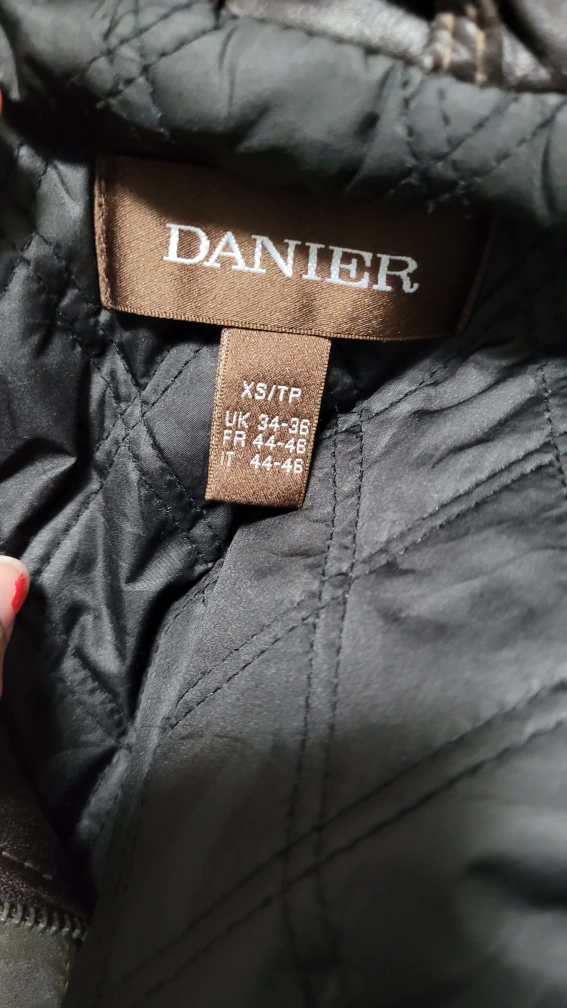 DANIER
XS/TP
UK 34-36
FR 44-46
IT 44-46